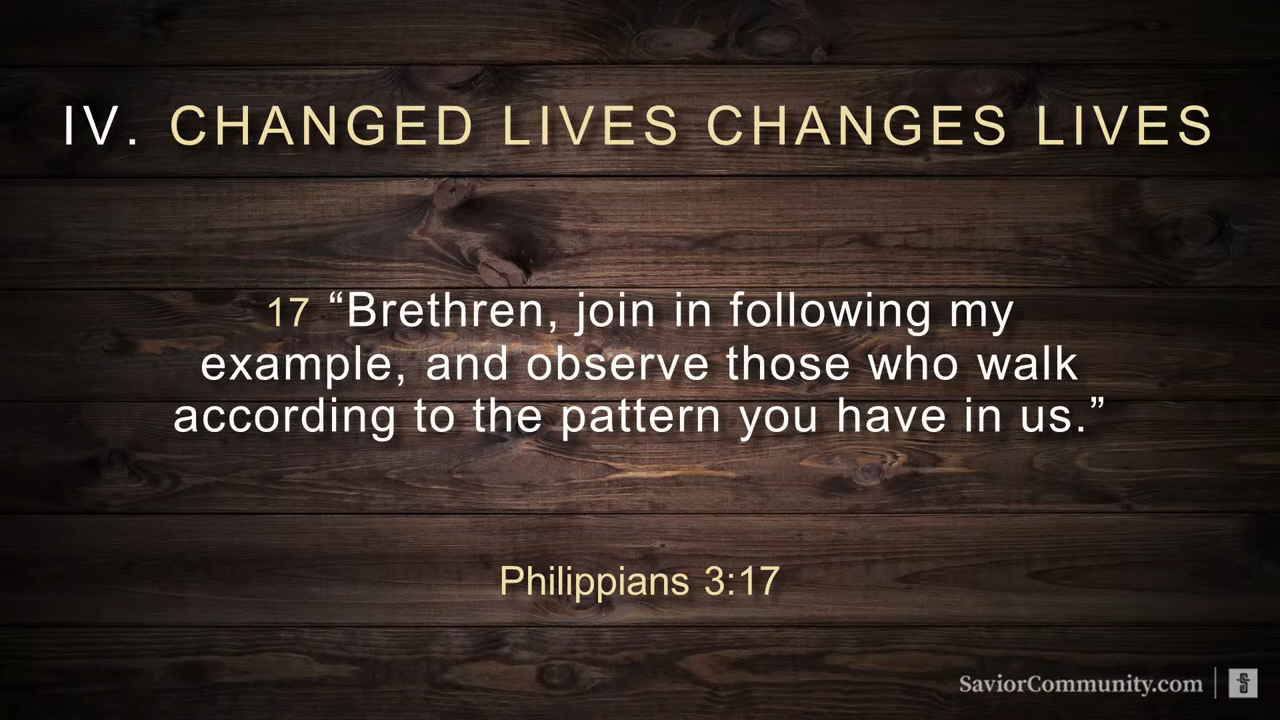 IV. CHANGED LIVES CHANGES LIVES
17 “Brethren, join in following my
example, and observe those who walk
according to the pattern you have in us.”
Philippians 3:17
SaviorCommunity.com